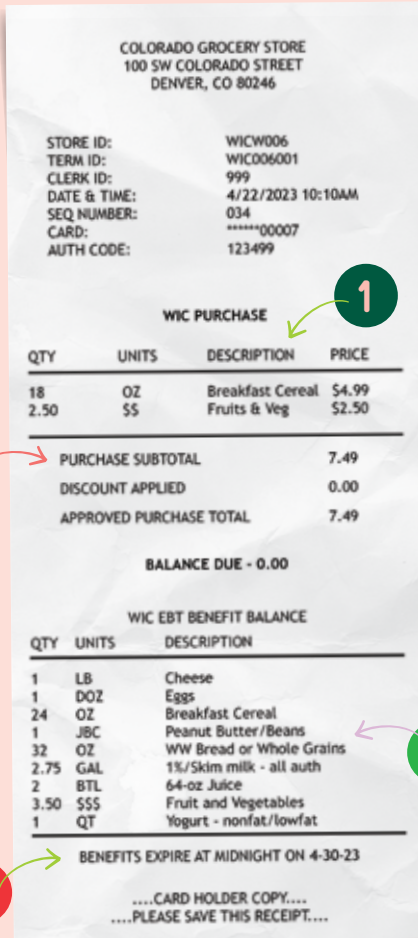 COLORADO GROCERY STORE
100 SW COLORADO STREET
DENVER, CO 80246
STORE ID: WICW006
TERM ID: WIC006001
CLERK ID: 999
DATE & TIME: 4/22/2023 10:10AM
SEQ NUMBER: 034
CARD: ******00007
AUTH CODE: 123499
1
WIC PURCHASE
QTY UNITS DESCRIPTION PRICE
18 OZ Breakfast Cereal $4.99
2.50 $$ Fruits & Veg $2.50
PURCHASE SUBTOTAL 7.49
DISCOUNT APPLIED 0.00
APPROVED PURCHASE TOTAL 7.49
BALANCE DUE - 0.00
WIC EBT BENEFIT BALANCE
QTY UNITS DESCRIPTION
1 LB Cheese
1 DOZ Eggs
24 OZ Breakfast Cereal
1 JBC Peanut Butter/Beans
32 OZ WW Bread or Whole Grains
2.75 GAL 1%/Skim milk - all auth
2 BTL 64-oz Juice
3.50 $$$ Fruit and Vegetables
1 QT Yogurt - nonfat/lowfat
BENEFITS EXPIRE AT MIDNIGHT ON 4-30-23
....CARD HOLDER COPY....
....PLEASE SAVE THIS RECEIPT....